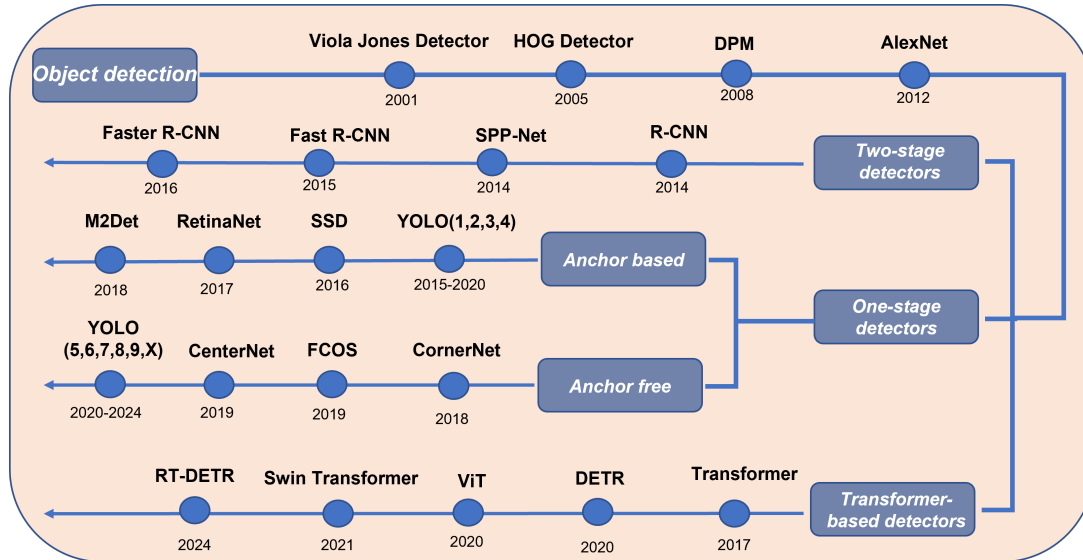 Object detection
Viola Jones Detector
2001
HOG Detector
2005
DPM
2008
AlexNet
2012
Two-stage
detectors
R-CNN
2014
SPP-Net
2014
Fast R-CNN
2015
Faster R-CNN
2016
One-stage
detectors
Anchor based
YOLO(1,2,3,4)
2015-2020
SSD
2016
RetinaNet
2017
M2Det
2018
Anchor free
CornerNet
2018
FCOS
2019
CenterNet
2019
YOLO
(5,6,7,8,9,X)
2020-2024
Transformer-
based detectors
Transformer
2017
DETR
2020
ViT
2020
Swin Transformer
2021
RT-DETR
2024